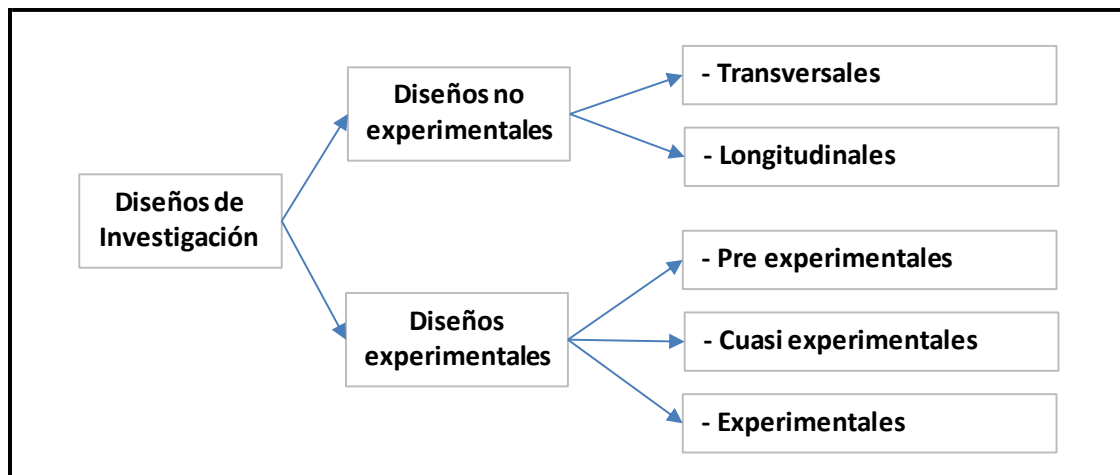 Diseños de
Investigación
Diseños no
experimentales
- Transversales
- Longitudinales
Diseños
experimentales
- Pre experimentales
- Cuasi experimentales
- Experimentales